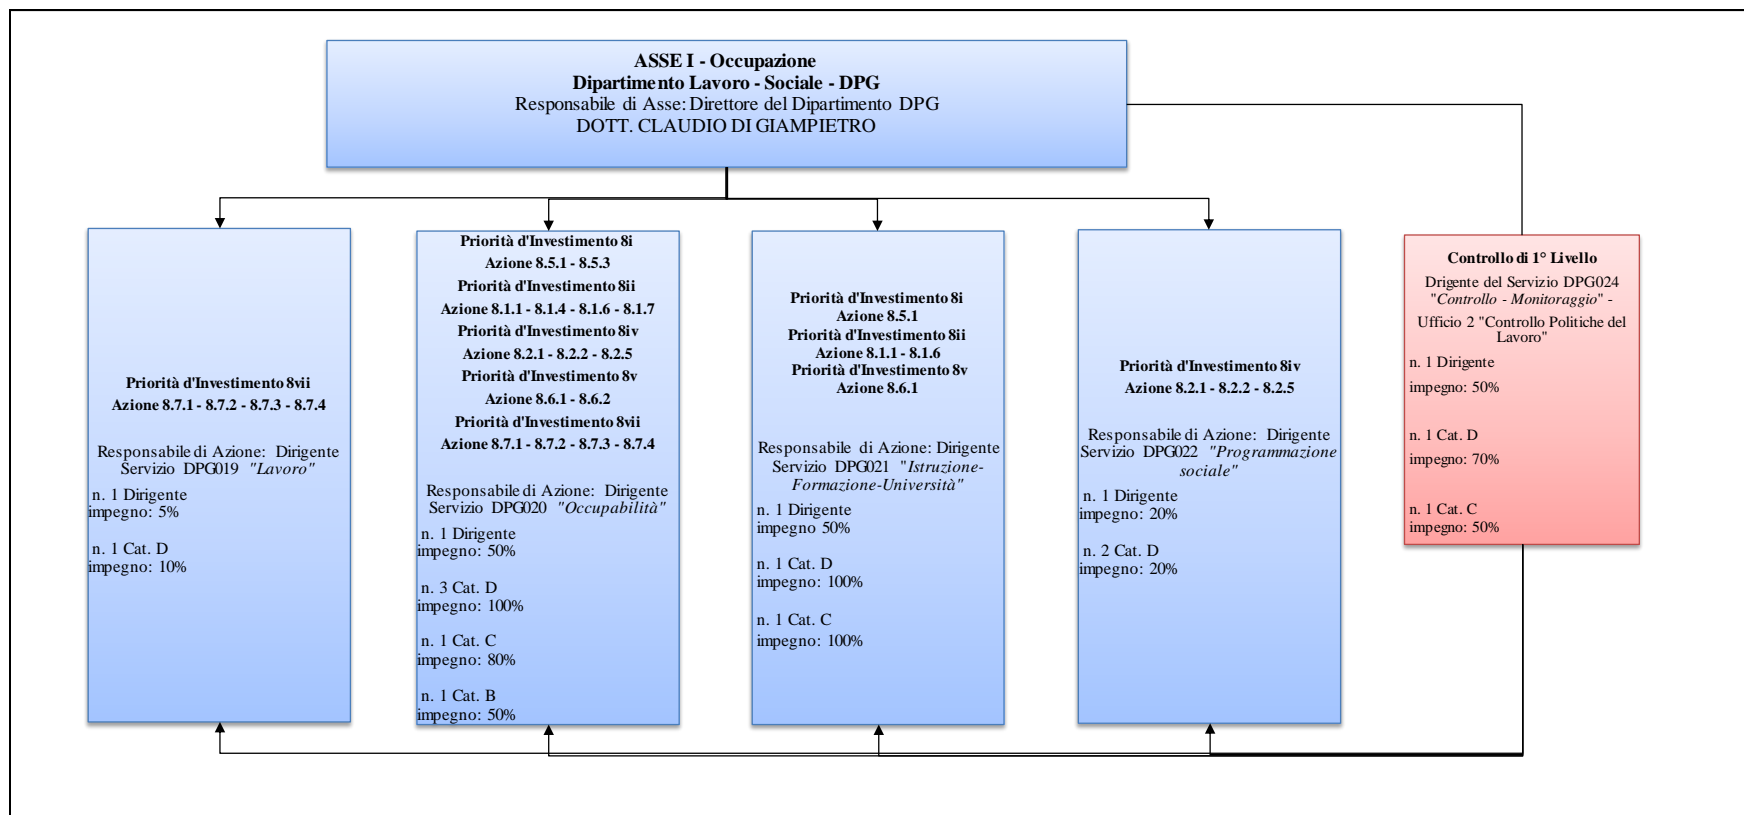 ASSE I - Occupazione
Dipartimento Lavoro - Sociale - DPG
Responsabile di Asse: Direttore del Dipartimento DPG
DOTT. CLAUDIO DI GIAMPIETRO
Priorità d'Investimento 8vii
Azione 8.7.1 - 8.7.2 - 8.7.3 - 8.7.4
Responsabile di Azione: Dirigente
Servizio DPG019 "Lavoro"
n. 1 Dirigente
impegno: 5%
n. 1 Cat. D
impegno: 10%
Priorità d'Investimento 8i
Azione 8.5.1 - 8.5.3
Priorità d'Investimento 8ii
Azione 8.1.1 - 8.1.4 - 8.1.6 - 8.1.7
Priorità d'Investimento 8iv
Azione 8.2.1 - 8.2.2 - 8.2.5
Priorità d'Investimento 8v
Azione 8.6.1 - 8.6.2
Priorità d'Investimento 8vii
Azione 8.7.1 - 8.7.2 - 8.7.3 - 8.7.4
Responsabile di Azione: Dirigente
Servizio DPG020 "Occupabilità"
n. 1 Dirigente
impegno: 50%
n. 3 Cat. D
impegno: 100%
n. 1 Cat. C
impegno: 80%
n. 1 Cat. B
impegno: 50%
Priorità d'Investimento 8i
Azione 8.5.1
Priorità d'Investimento 8ii
Azione 8.1.1 - 8.1.6
Priorità d'Investimento 8v
Azione 8.6.1
Responsabile di Azione: Dirigente
Servizio DPG021 "Istruzione-
Formazione-Università"
n. 1 Dirigente
impegno 50%
n. 1 Cat. D
impegno: 100%
n. 1 Cat. C
impegno: 100%
Priorità d'Investimento 8iv
Azione 8.2.1 - 8.2.2 - 8.2.5
Responsabile di Azione: Dirigente
Servizio DPG022 "Programmazione
sociale"
n. 1 Dirigente
impegno: 20%
n. 2 Cat. D
impegno: 20%
Controllo di 1° Livello
Drigente del Servizio DPG024
"Controllo - Monitoraggio" -
Ufficio 2 "Controllo Politiche del
Lavoro"
n. 1 Dirigente
impegno: 50%
n. 1 Cat. D
impegno: 70%
n. 1 Cat. C
impegno: 50%